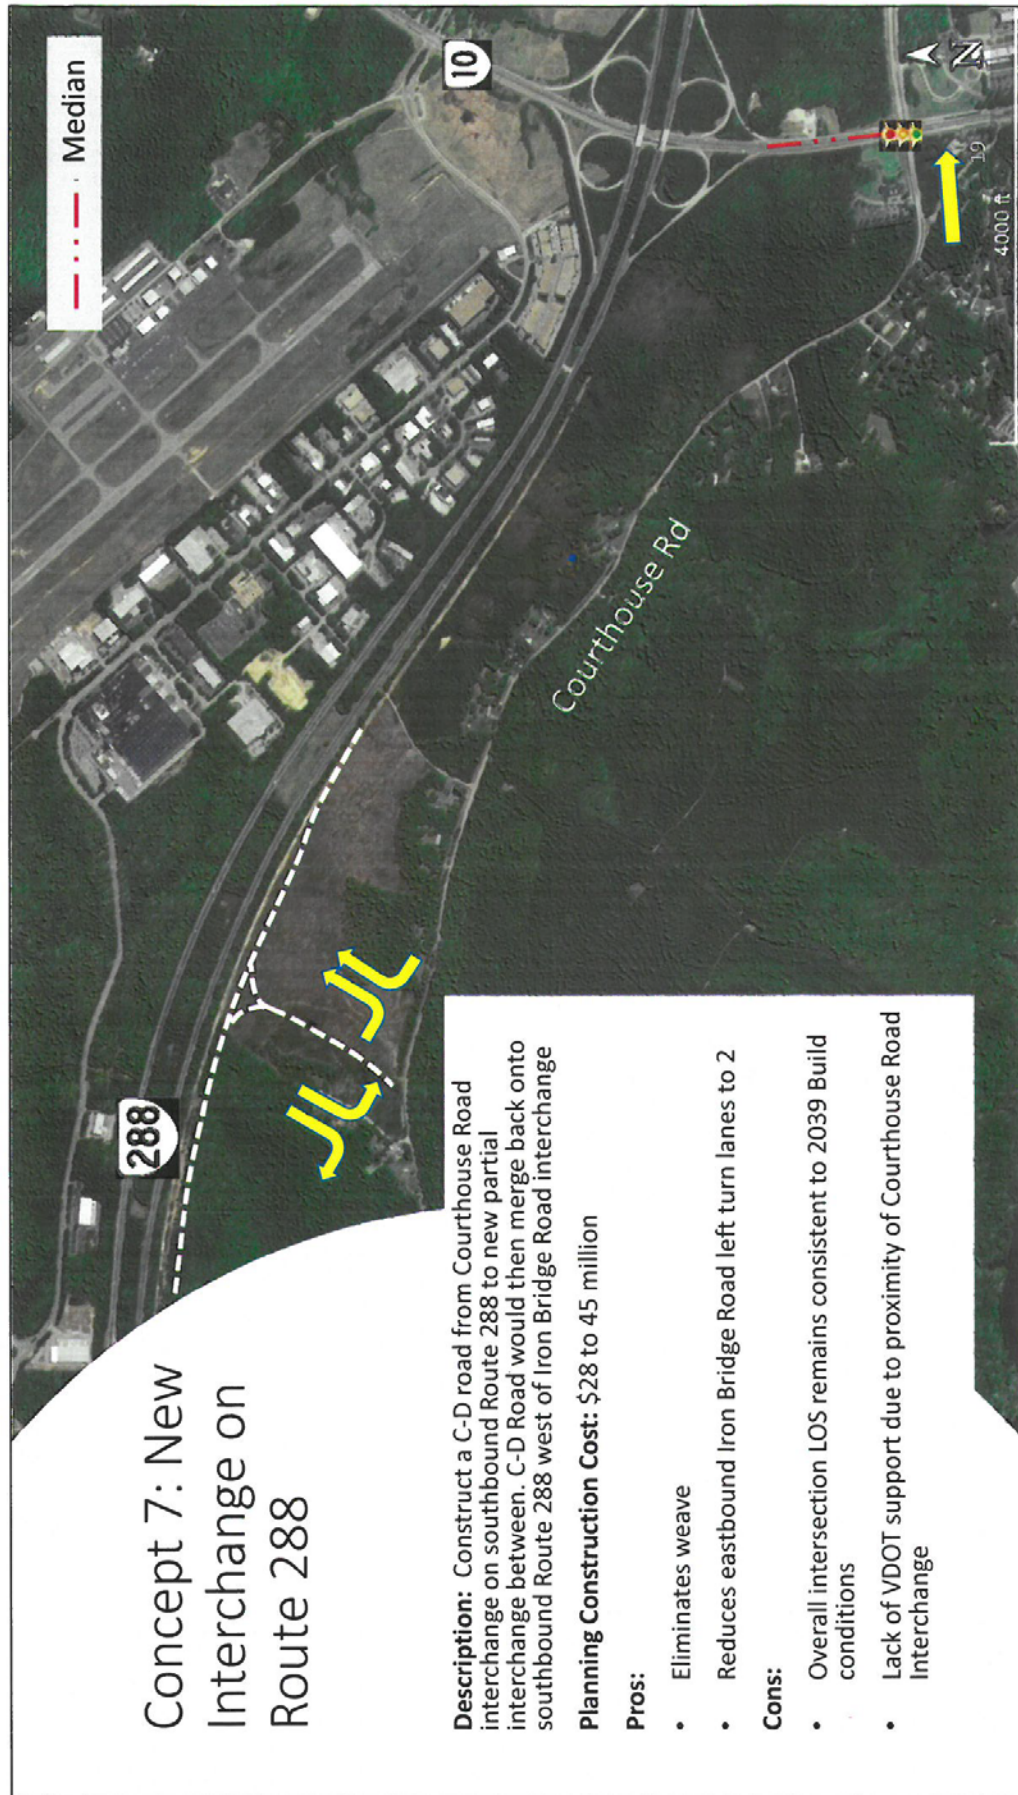 Concept 7: New
Interchange on
Route 288
Description: Construct a C-D road from Courthouse Road
interchange on southbound Route 288 to new partial
interchange between. C-D Road would then merge back onto
southbound Route 288 west of Iron Bridge Road interchange
Planning Construction Cost: $28 to 45 million
Pros:
• Eliminates weave
• Reduces eastbound Iron Bridge Road left turn lanes to 2
Cons:
• Overall intersection LOS remains consistent to 2039 Build
conditions
• Lack of VDOT support due to proximity of Courthouse Road
Interchange
288
Courthouse Rd
Median
10
N
4000 ft